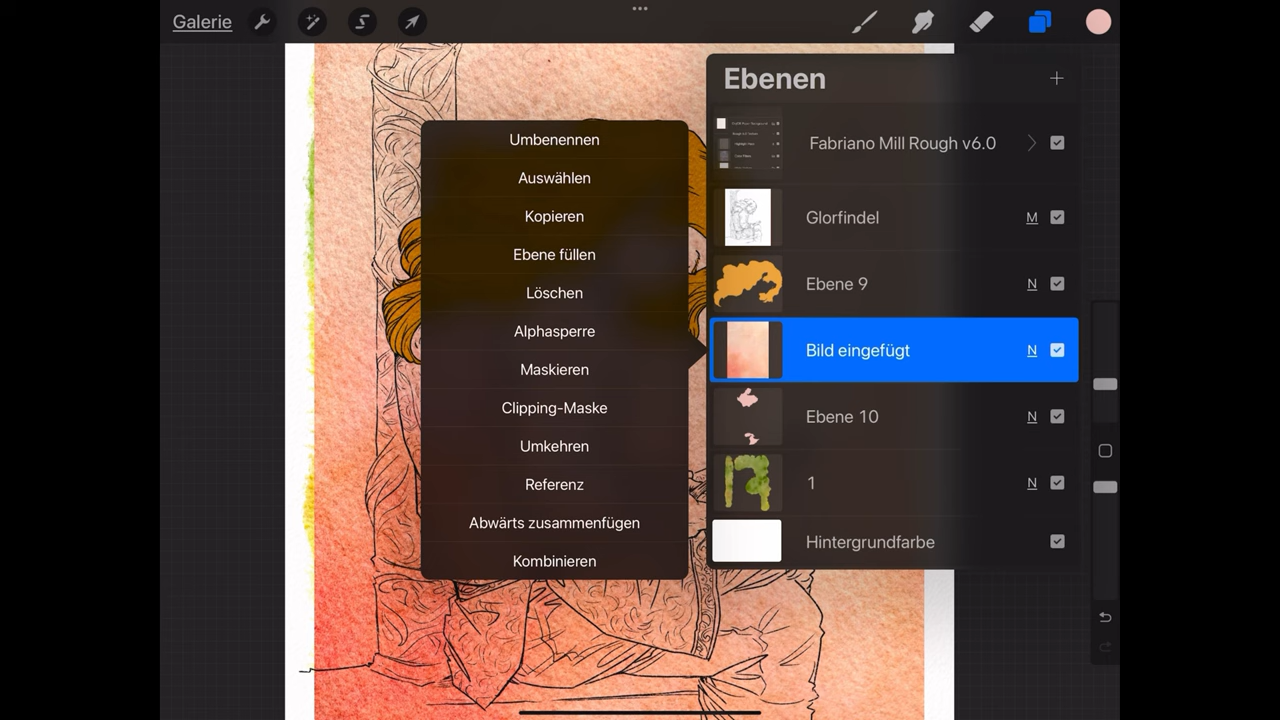 Galerie
Ebenen
Fabriano Mill Rough v6.0
Glorfindel
M
Ebene 9
N
Bild eingefügt
N
Ebene 10
N
1
N
Hintergrundfarbe
Umbenennen
Auswählen
Kopieren
Ebene füllen
Löschen
Alphasperre
Maskieren
Clipping-Maske
Umkehren
Referenz
Abwärts zusammenfügen
Kombinieren